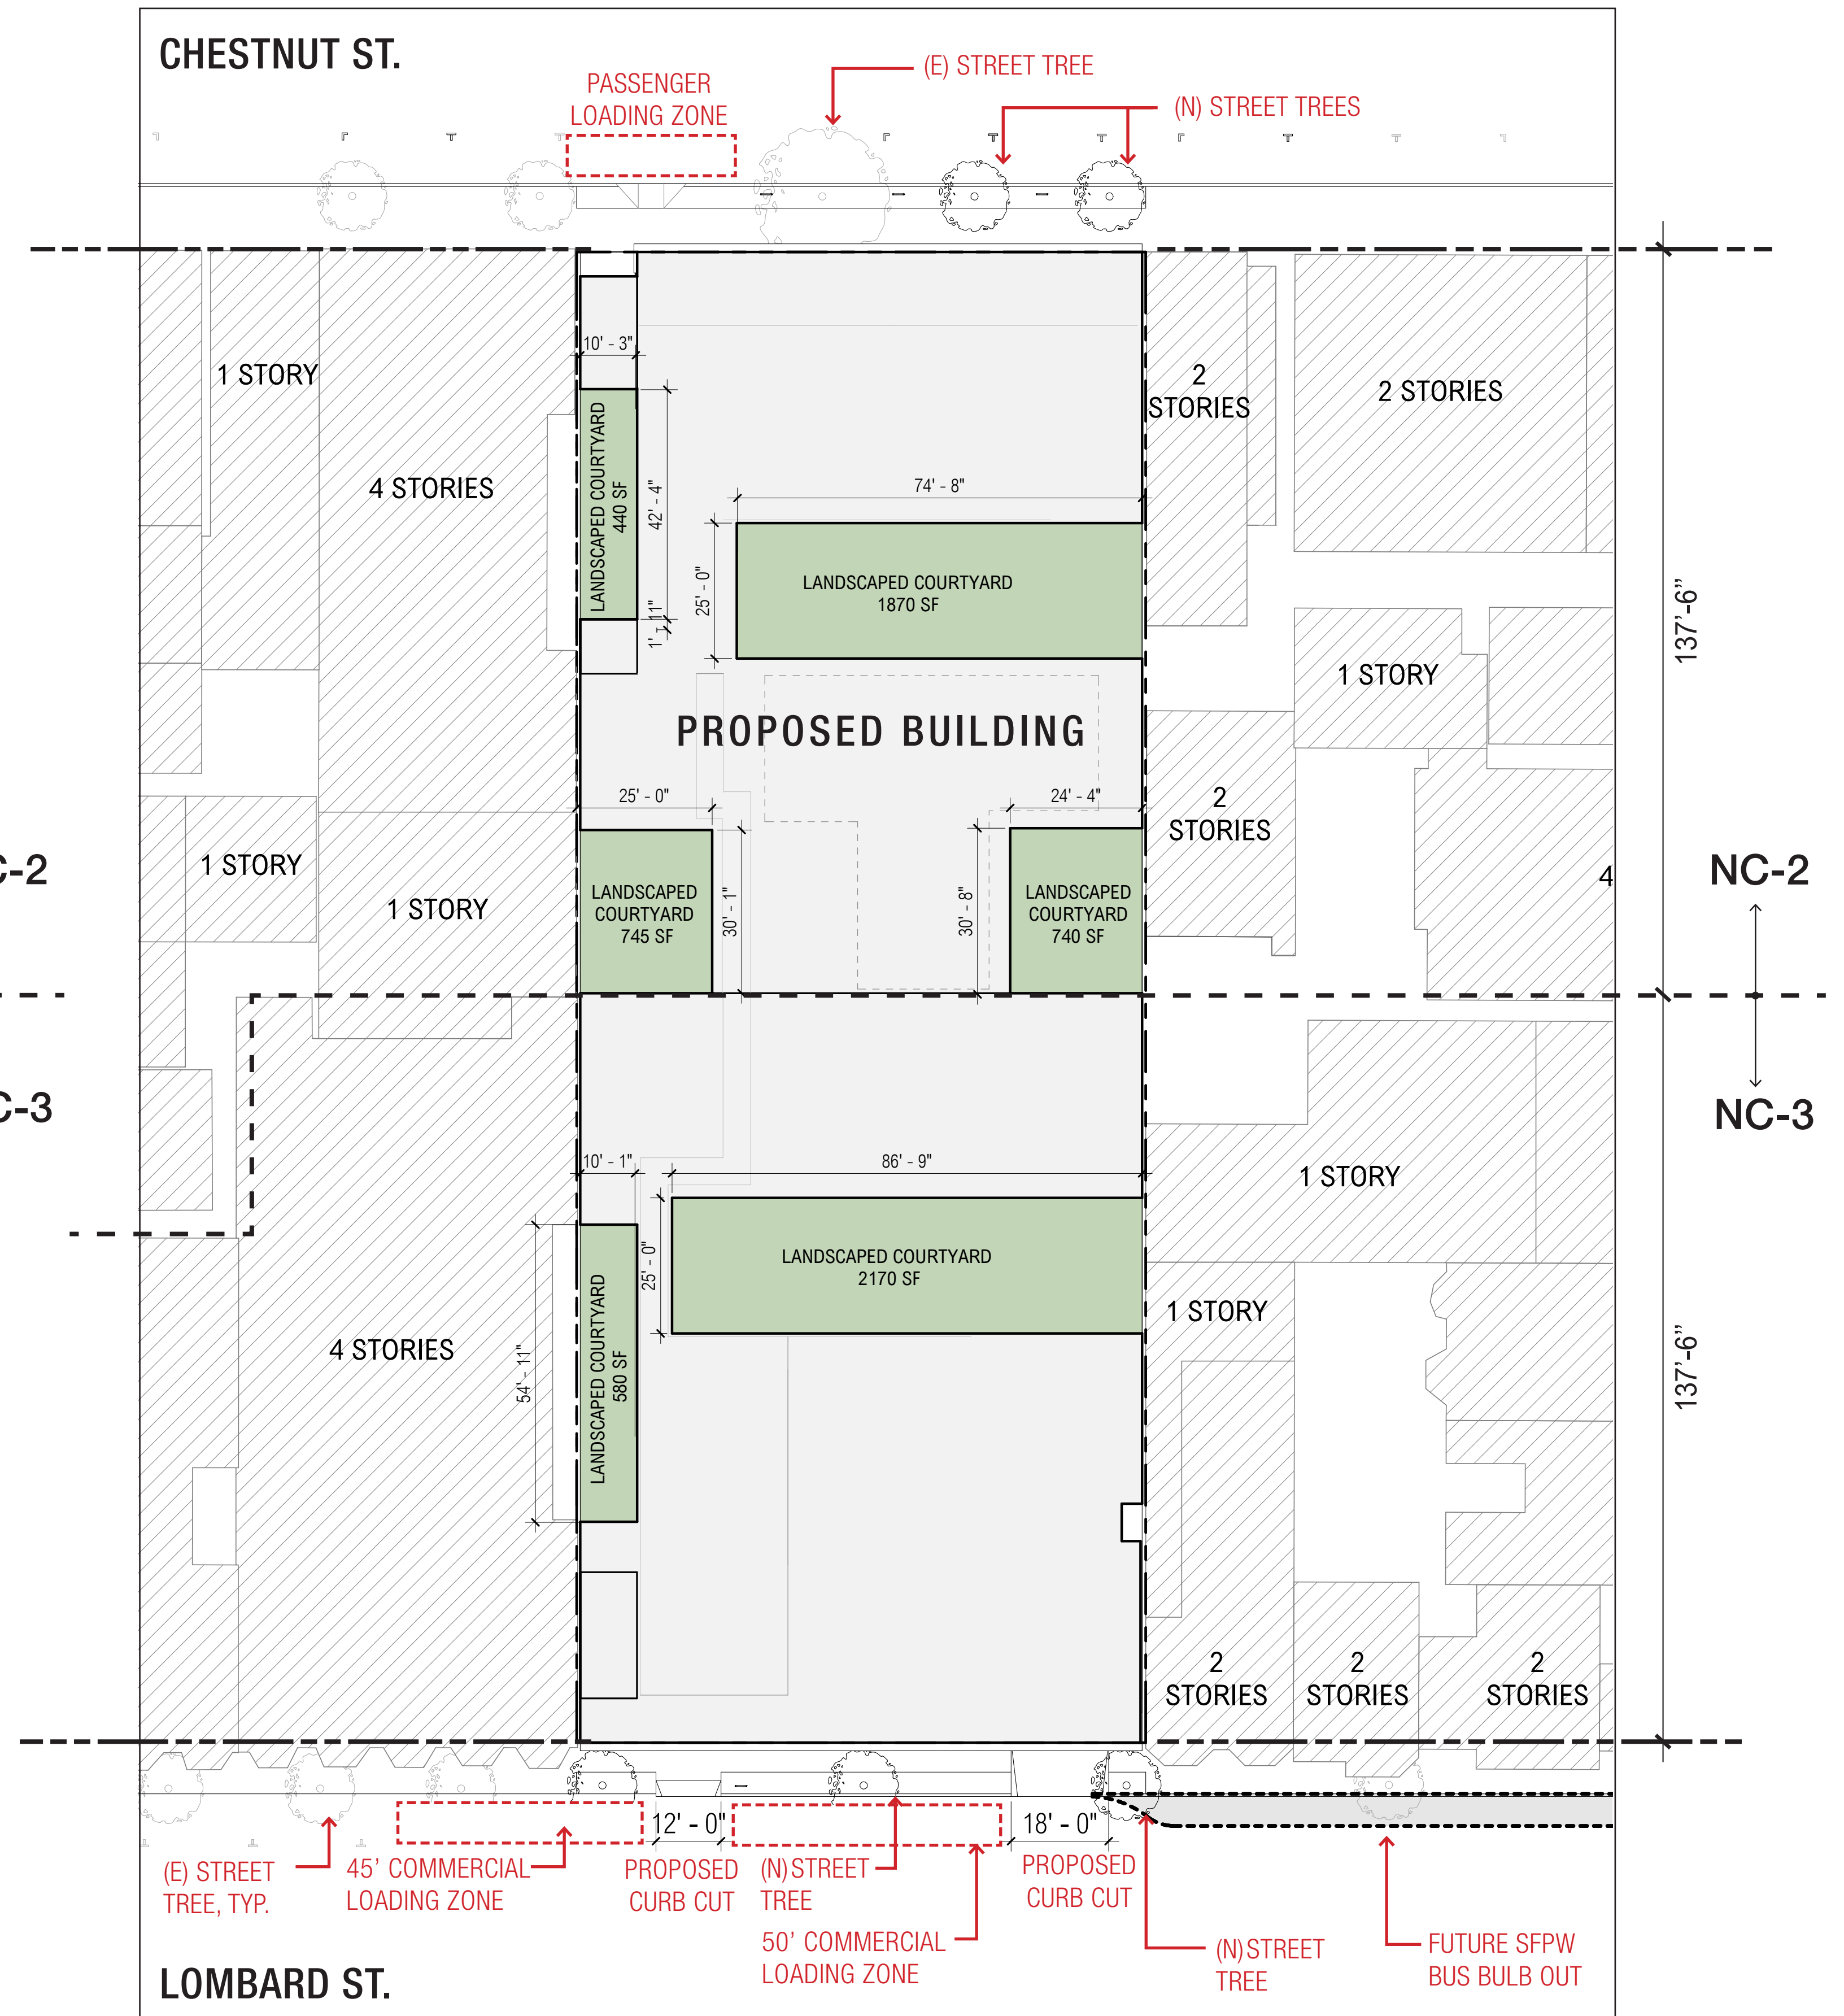 CHESTNUT ST.
PASSENGER
LOADING ZONE
(E) STREET TREE
(N) STREET TREES
1 STORY
4 STORIES
10' - 3"
LANDSCAPED COURTYARD
440 SF
42' - 4"
1' - 11"
74' - 8"
25' - 0"
LANDSCAPED COURTYARD
1870 SF
2
STORIES
2 STORIES
137'-6"
1 STORY
PROPOSED BUILDING
25' - 0"
24' - 4"
2
STORIES
1 STORY
1 STORY
LANDSCAPED
COURTYARD
745 SF
30' - 1"
30' - 8"
LANDSCAPED
COURTYARD
740 SF
4
C-2
NC-2
C-3
NC-3
10' - 1"
86' - 9"
1 STORY
25' - 0"
LANDSCAPED COURTYARD
2170 SF
1 STORY
4 STORIES
54' - 11"
LANDSCAPED COURTYARD
580 SF
137'-6"
2
STORIES
2
STORIES
2
STORIES
12' - 0"
18' - 0"
(E) STREET
TREE, TYP.
45' COMMERCIAL
LOADING ZONE
PROPOSED
CURB CUT
(N) STREET
TREE
PROPOSED
CURB CUT
50' COMMERCIAL
LOADING ZONE
(N) STREET
TREE
FUTURE SFPW
BUS BULB OUT
LOMBARD ST.